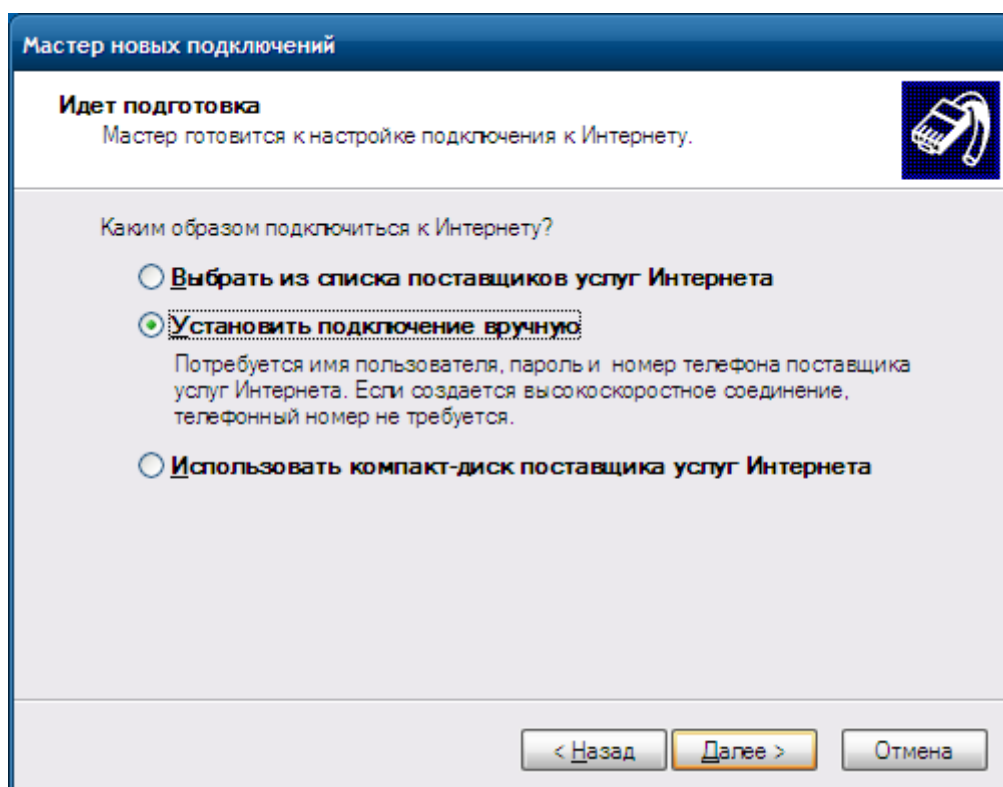 Мастер новых подключений
Идет подготовка
Мастер готовится к настройке подключения к Интернету.
Каким образом подключиться к Интернету?
Выбрать из списка поставщиков услуг Интернета
Установить подключение вручную
Потребуется имя пользователя, пароль и номер телефона поставщика
услуг Интернета. Если создается высокоскоростное соединение,
телефонный номер не требуется.
Использовать компакт-диск поставщика услуг Интернета
< Назад
Далее >
Отмена